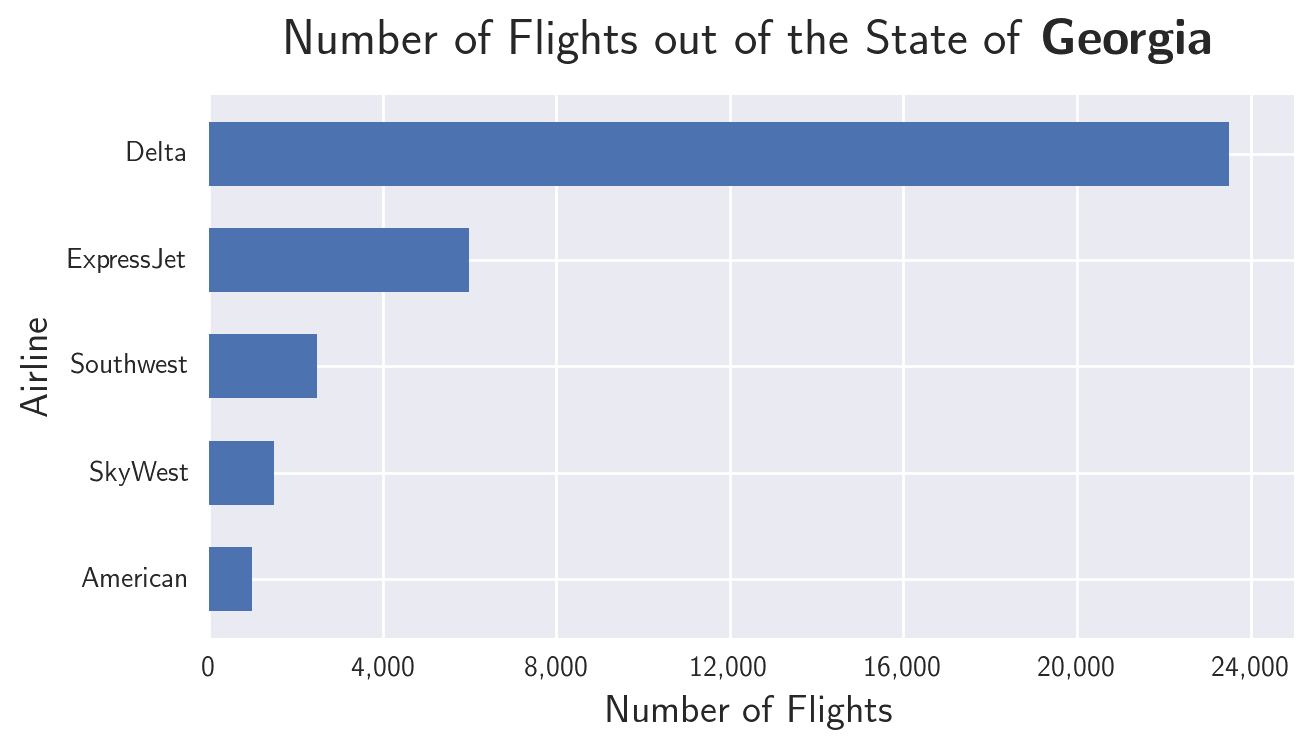 Number of Flights out of the State of Georgia
Delta
ExpressJet
Southwest
SkyWest
American
Airline
0 4,000 8,000 12,000 16,000 20,000 24,000
Number of Flights